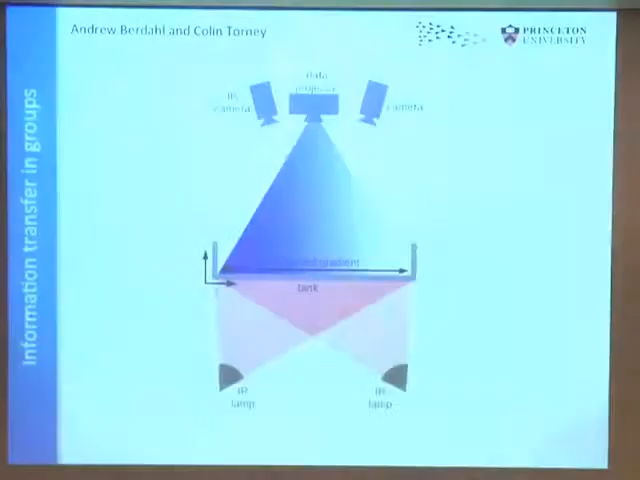 Andrew Berdahl and Colin Torney
PRINCETON
UNIVERSITY
Information transfer in groups
data
projector
IR
camera
camera
gradient
tank
IR
lamp
IR
lamp